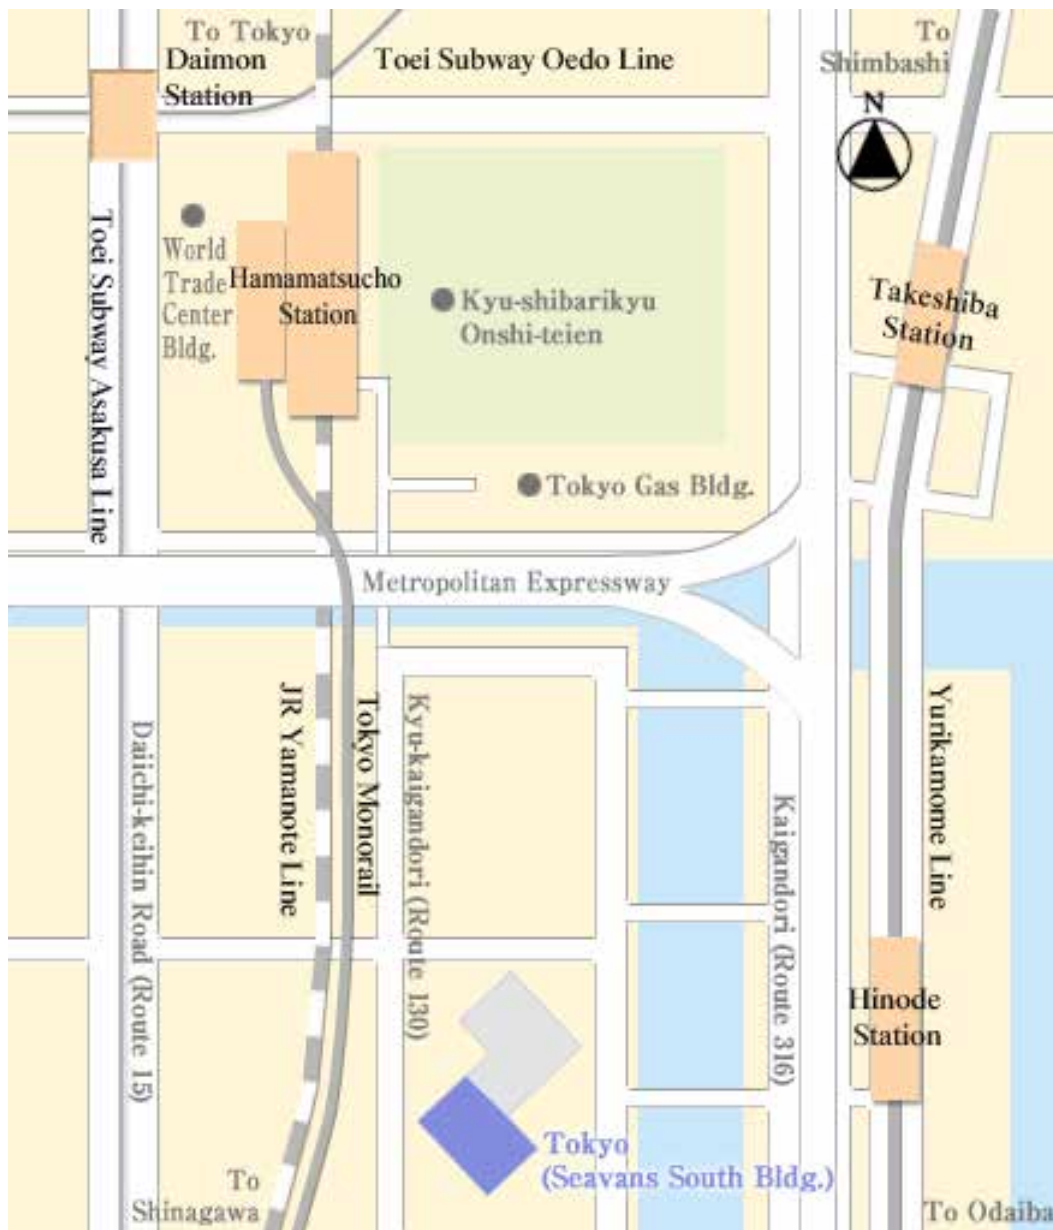 To Tokyo
To
Shimbashi
Daimon
Station
Toei Subway Oedo Line
N
Toei Subway Asakusa Line
World
Trade
Center
Bldg.
Hamamatsucho
Station
Kyu-shibarikyu
Onshi-teien
Takeshiba
Station
Tokyo Gas Bldg.
Metropolitan Expressway
Daiichi-keihin Road (Route 15)
JR Yamanote Line
Tokyo Monorail
Kyu-kaigandori (Route 130)
Kaigandori (Route 316)
Yurikamome Line
Hinode
Station
Tokyo
(Seavans South Bldg.)
To
Shinagawa
To Odaiba